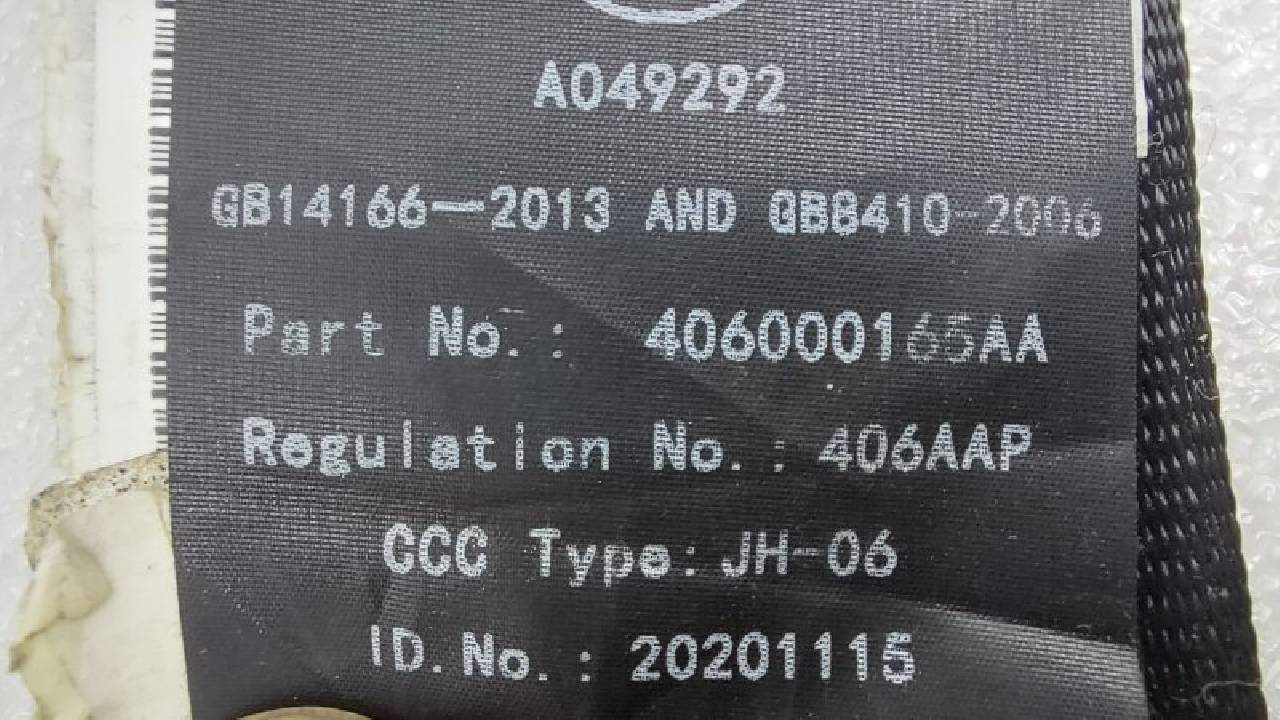 A049292
GB14166—2013 AND GB8410-2006
Part No.: 406000165AA
Regulation No.: 406AAP
CCC Type: JH-06
ID.No.: 20201115